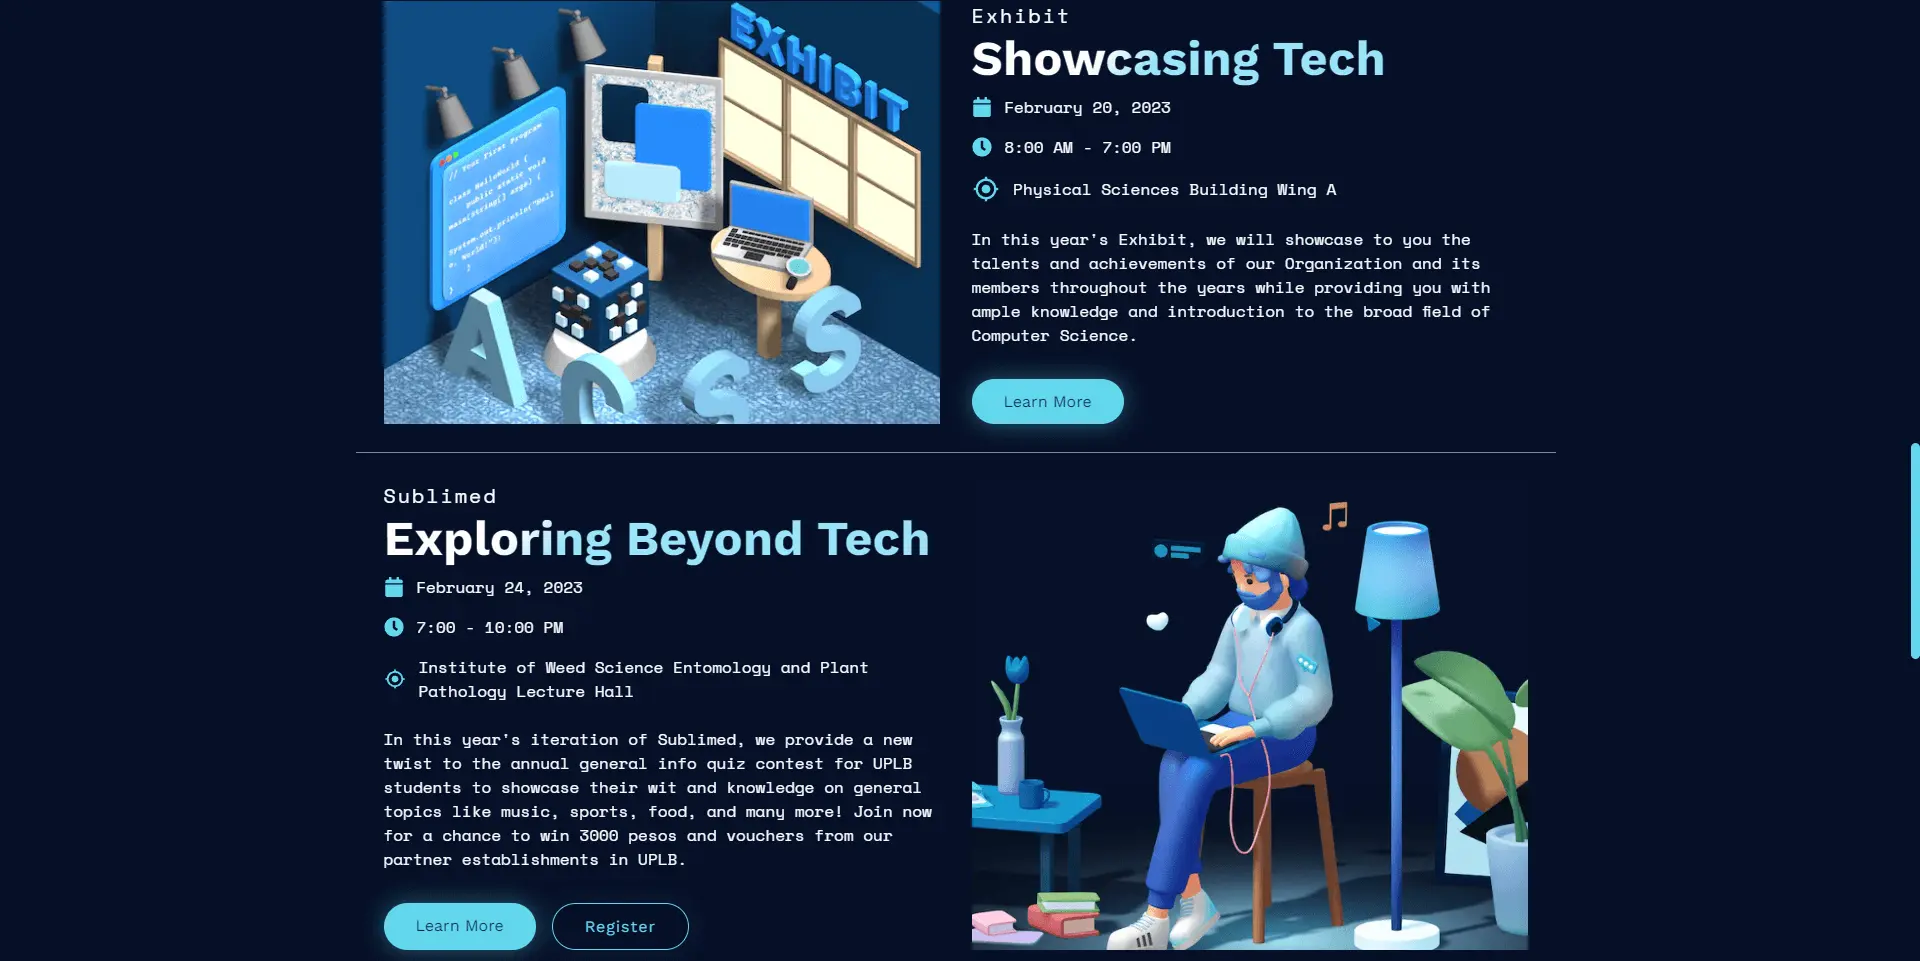 EXHIBIT
// Your First Program
class HelloWorld {
public static void
main(String[] args) {
System.out.println("Hell
o, World!");
}
}
A C S S
Exhibit
Showcasing Tech
February 20, 2023
8:00 AM - 7:00 PM
Physical Sciences Building Wing A
In this year's Exhibit, we will showcase to you the
talents and achievements of our Organization and its
members throughout the years while providing you with
ample knowledge and introduction to the broad field of
Computer Science.
Learn More
Sublimed
Exploring Beyond Tech
February 24, 2023
7:00 - 10:00 PM
Institute of Weed Science Entomology and Plant
Pathology Lecture Hall
In this year's iteration of Sublimed, we provide a new
twist to the annual general info quiz contest for UPLB
students to showcase their wit and knowledge on general
topics like music, sports, food, and many more! Join now
for a chance to win 3000 pesos and vouchers from our
partner establishments in UPLB.
Learn More
Register